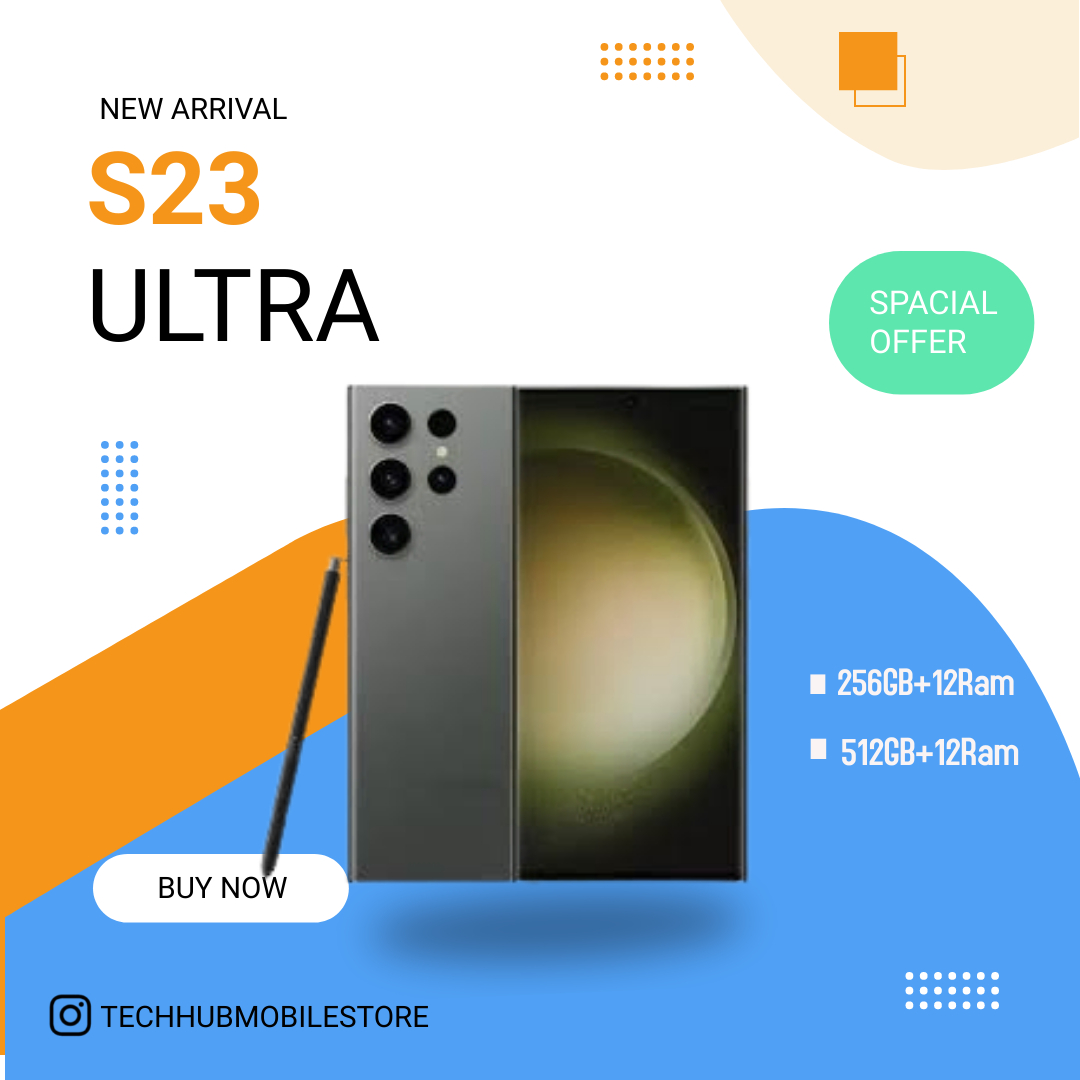 NEW ARRIVAL
S23
ULTRA
SPACIAL
OFFER
256GB+12Ram
512GB+12Ram
BUY NOW
TECHHUBMOBILESTORE